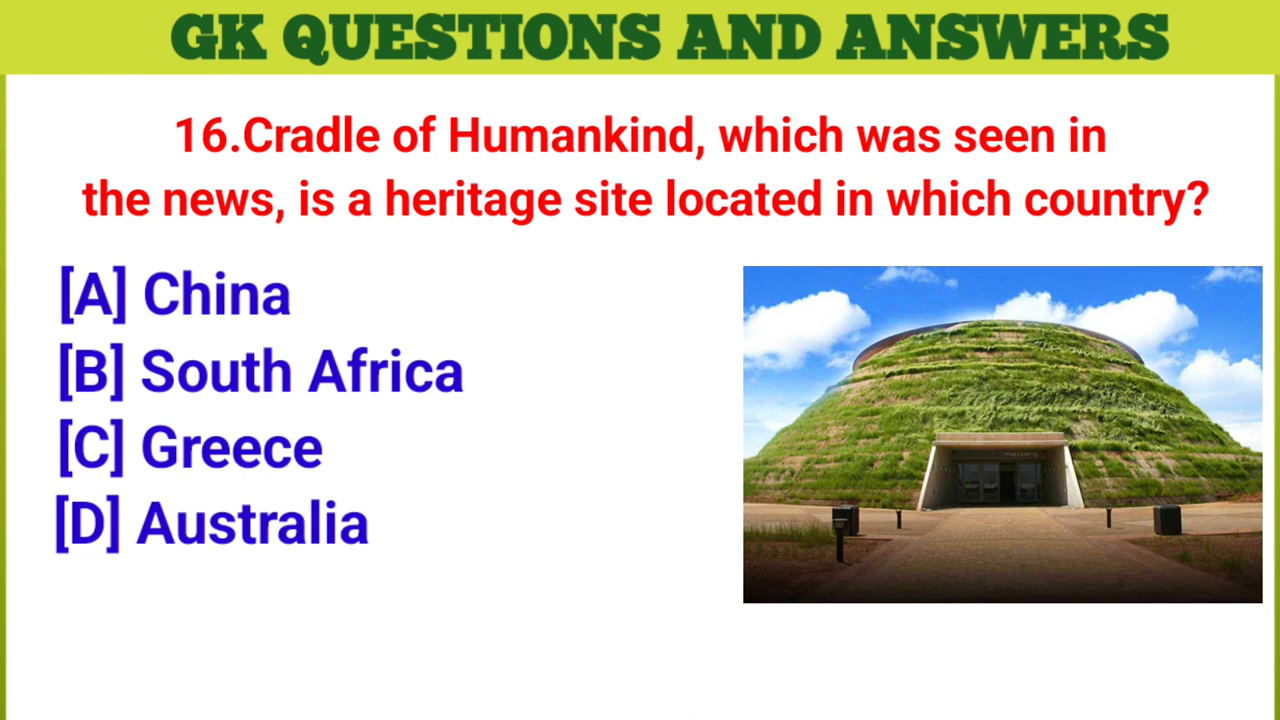 GK QUESTIONS AND ANSWERS
16.Cradle of Humankind, which was seen in
the news, is a heritage site located in which country?
[A] China
[B] South Africa
[C] Greece
[D] Australia